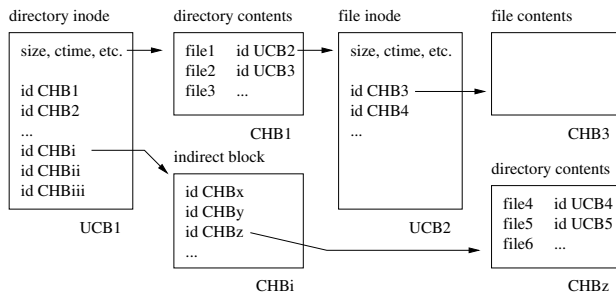 directory inode
size, ctime, etc.
id CHB1
id CHB2
...
id CHBi
id CHBii
id CHBiii
UCB1
directory contents
file1 id UCB2
file2 id UCB3
file3 ...
CHB1
indirect block
id CHBx
id CHBy
id CHBz
...
CHBi
file inode
size, ctime, etc.
id CHB3
id CHB4
...
UCB2
file contents
CHB3
directory contents
file4 id UCB4
file5 id UCB5
file6 ...
CHBz